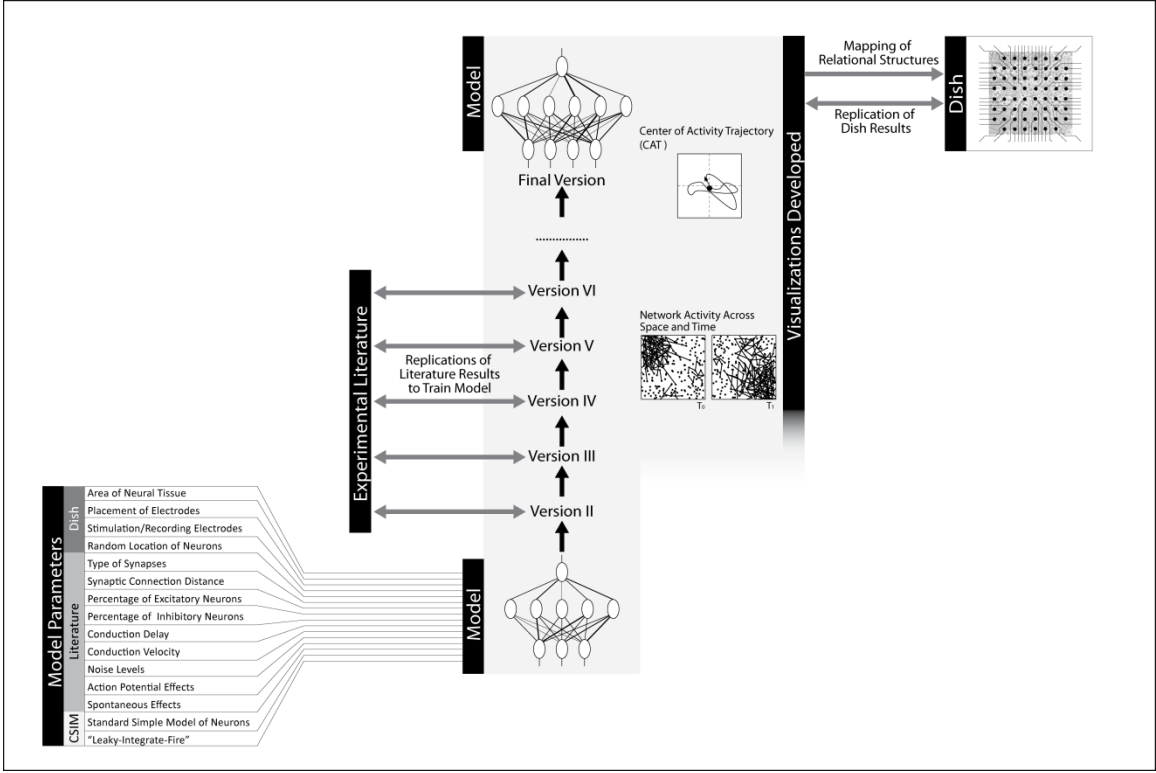 Model
Final Version
Center of Activity Trajectory
(CAT )
Visualizations Developed
Mapping of
Relational Structures
Replication of
Dish Results
Dish
................
Version VI
Version V
Version IV
Version III
Version II
Experimental Literature
Replications of
Literature Results
to Train Model
Network Activity Across
Space and Time
T0
T1
Model Parameters
Dish
Area of Neural Tissue
Placement of Electrodes
Stimulation/Recording Electrodes
Random Location of Neurons
Literature
Type of Synapses
Synaptic Connection Distance
Percentage of Excitatory Neurons
Percentage of Inhibitory Neurons
Conduction Delay
Conduction Velocity
Noise Levels
Action Potential Effects
Spontaneous Effects
CSIM
Standard Simple Model of Neurons
“Leaky-Integrate-Fire”
Model